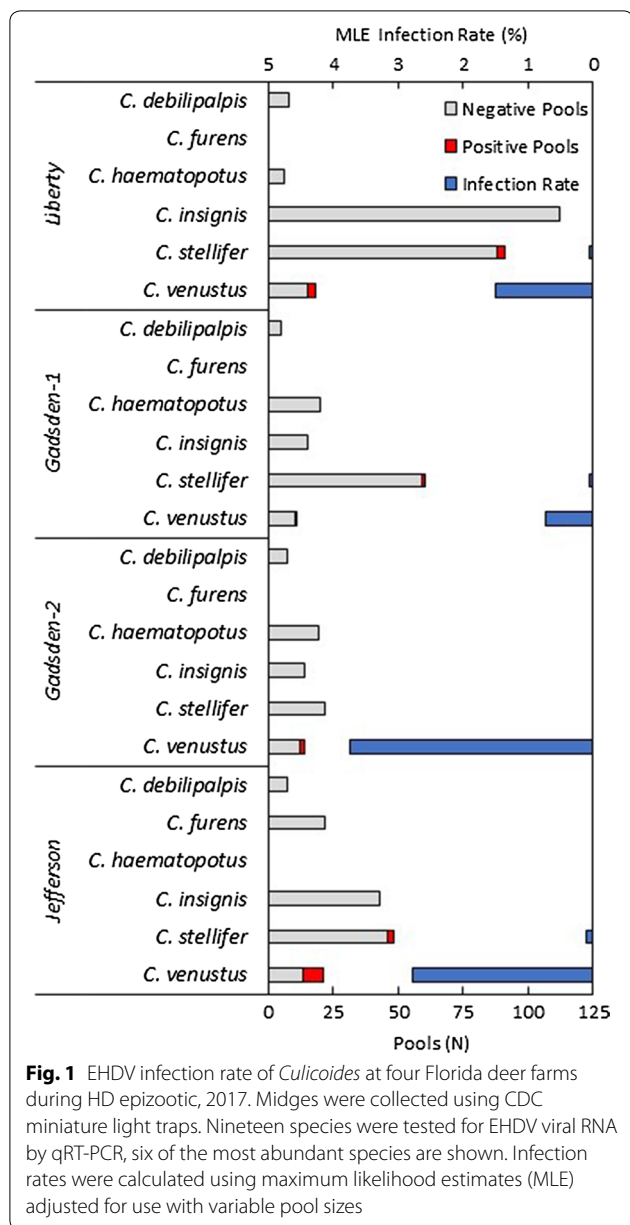 MLE Infection Rate (%)
5 4 3 2 1 0
Negative Pools
Positive Pools
Infection Rate
Liberty
C. debilipalpis
C. furens
C. haematopotus
C. insignis
C. stellifer
C. venustus
Gadsden-1
C. debilipalpis
C. furens
C. haematopotus
C. insignis
C. stellifer
C. venustus
Gadsden-2
C. debilipalpis
C. furens
C. haematopotus
C. insignis
C. stellifer
C. venustus
Jefferson
C. debilipalpis
C. furens
C. haematopotus
C. insignis
C. stellifer
C. venustus
0 25 50 75 100 125
Pools (N)
Fig. 1 EHDV infection rate of Culicoides at four Florida deer farms
during HD epizootic, 2017. Midges were collected using CDC
miniature light traps. Nineteen species were tested for EHDV viral RNA
by qRT-PCR, six of the most abundant species are shown. Infection
rates were calculated using maximum likelihood estimates (MLE)
adjusted for use with variable pool sizes